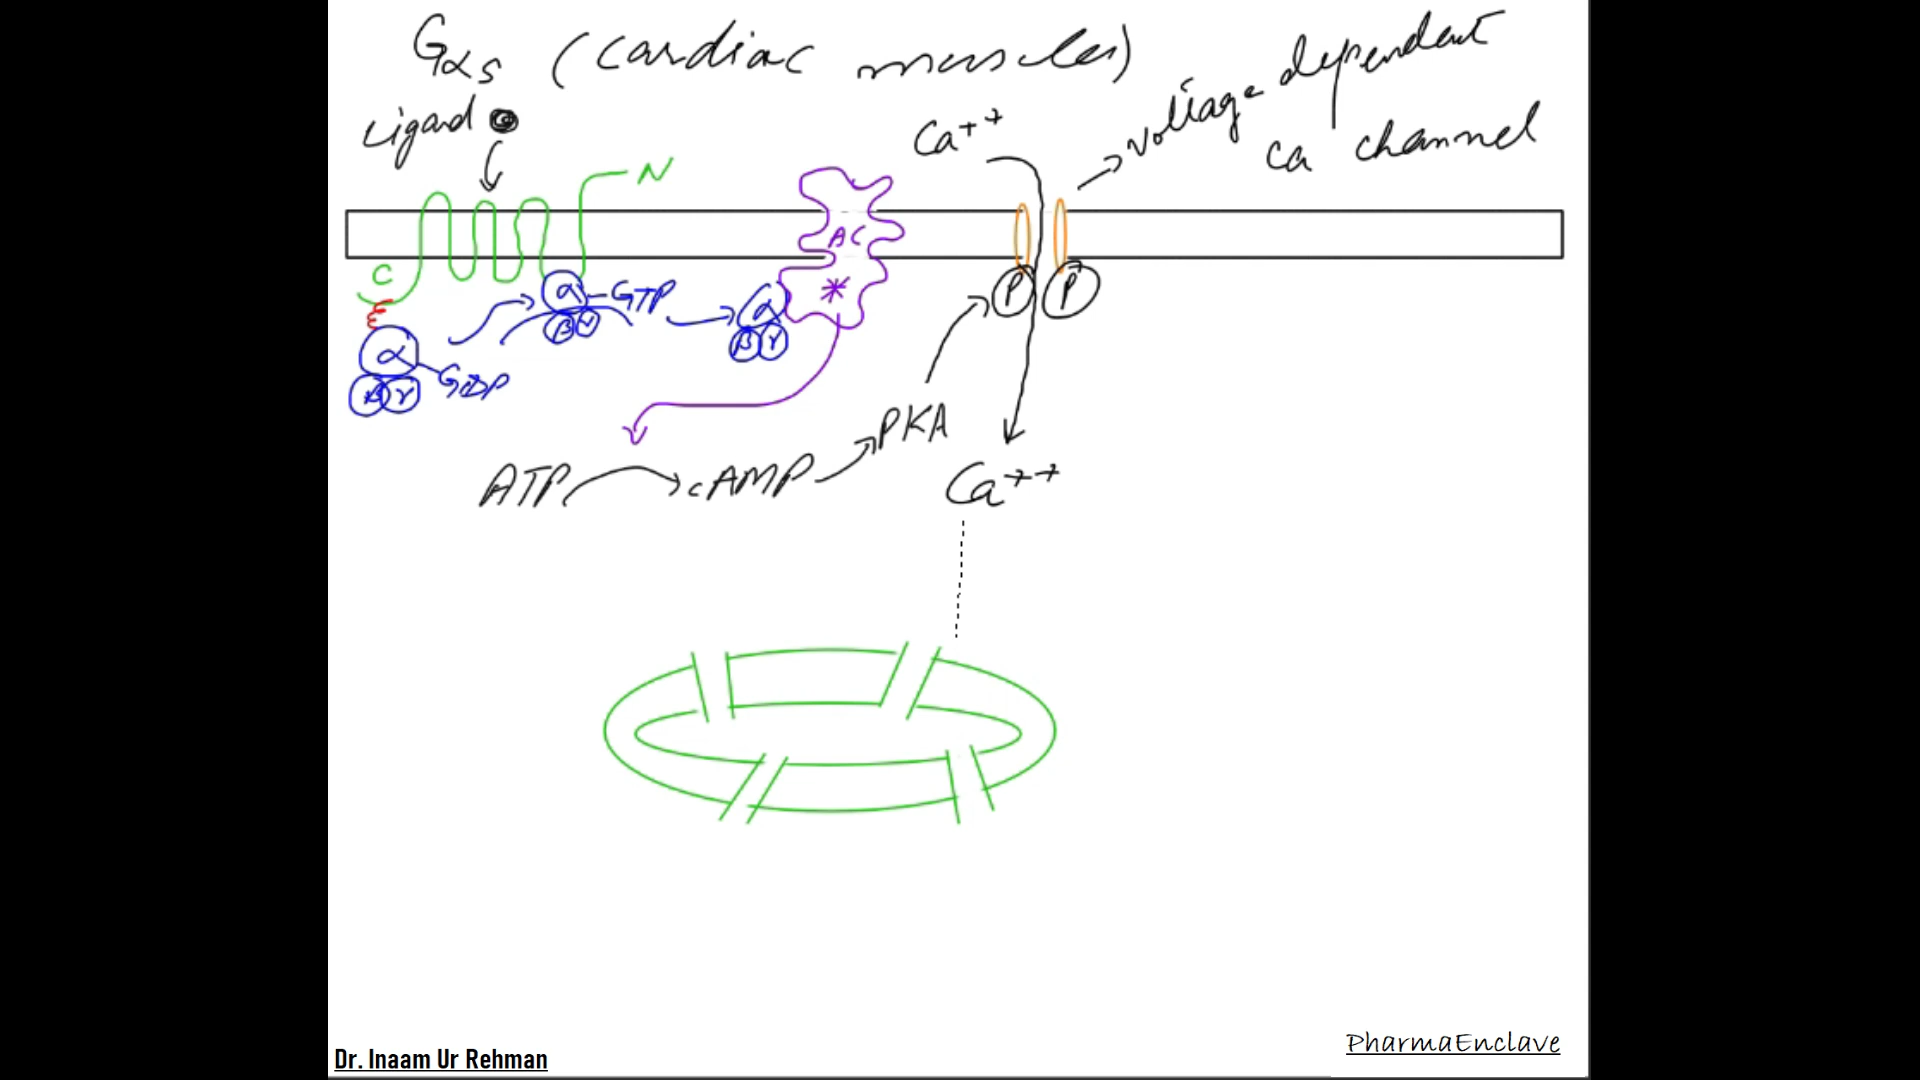 Gαs (cardiac muscles)
Ligand
voltage dependent
Ca channel
Ca++
N
C
AC
*
α
GTP
β γ
α
β γ
α
GDP
β γ
P P
PKA
ATP cAMP
Ca++
PharmaEnclave
Dr. Inaam Ur Rehman